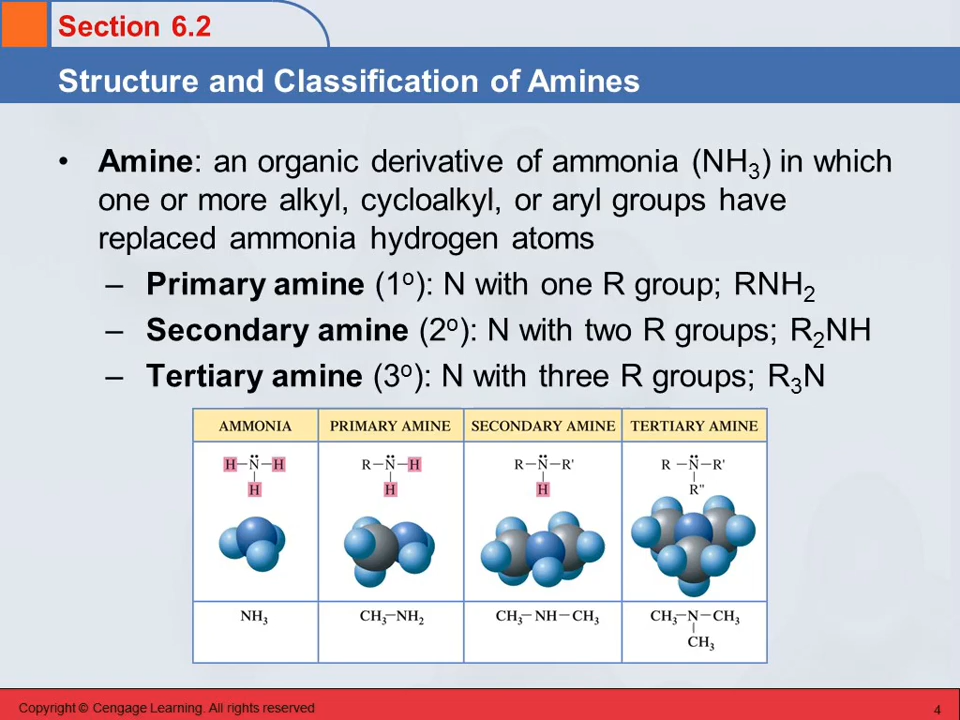 Section 6.2
Structure and Classification of Amines
• Amine: an organic derivative of ammonia (NH₃) in which
one or more alkyl, cycloalkyl, or aryl groups have
replaced ammonia hydrogen atoms
– Primary amine (1º): N with one R group; RNH₂
– Secondary amine (2º): N with two R groups; R₂NH
– Tertiary amine (3º): N with three R groups; R₃N
AMMONIA PRIMARY AMINE SECONDARY AMINE TERTIARY AMINE
H–N–H R–N–H R–N–R' R–N–R'
H H H R"
NH₃ CH₃–NH₂ CH₃–NH–CH₃ CH₃–N–CH₃
CH₃
Copyright © Cengage Learning. All rights reserved 4